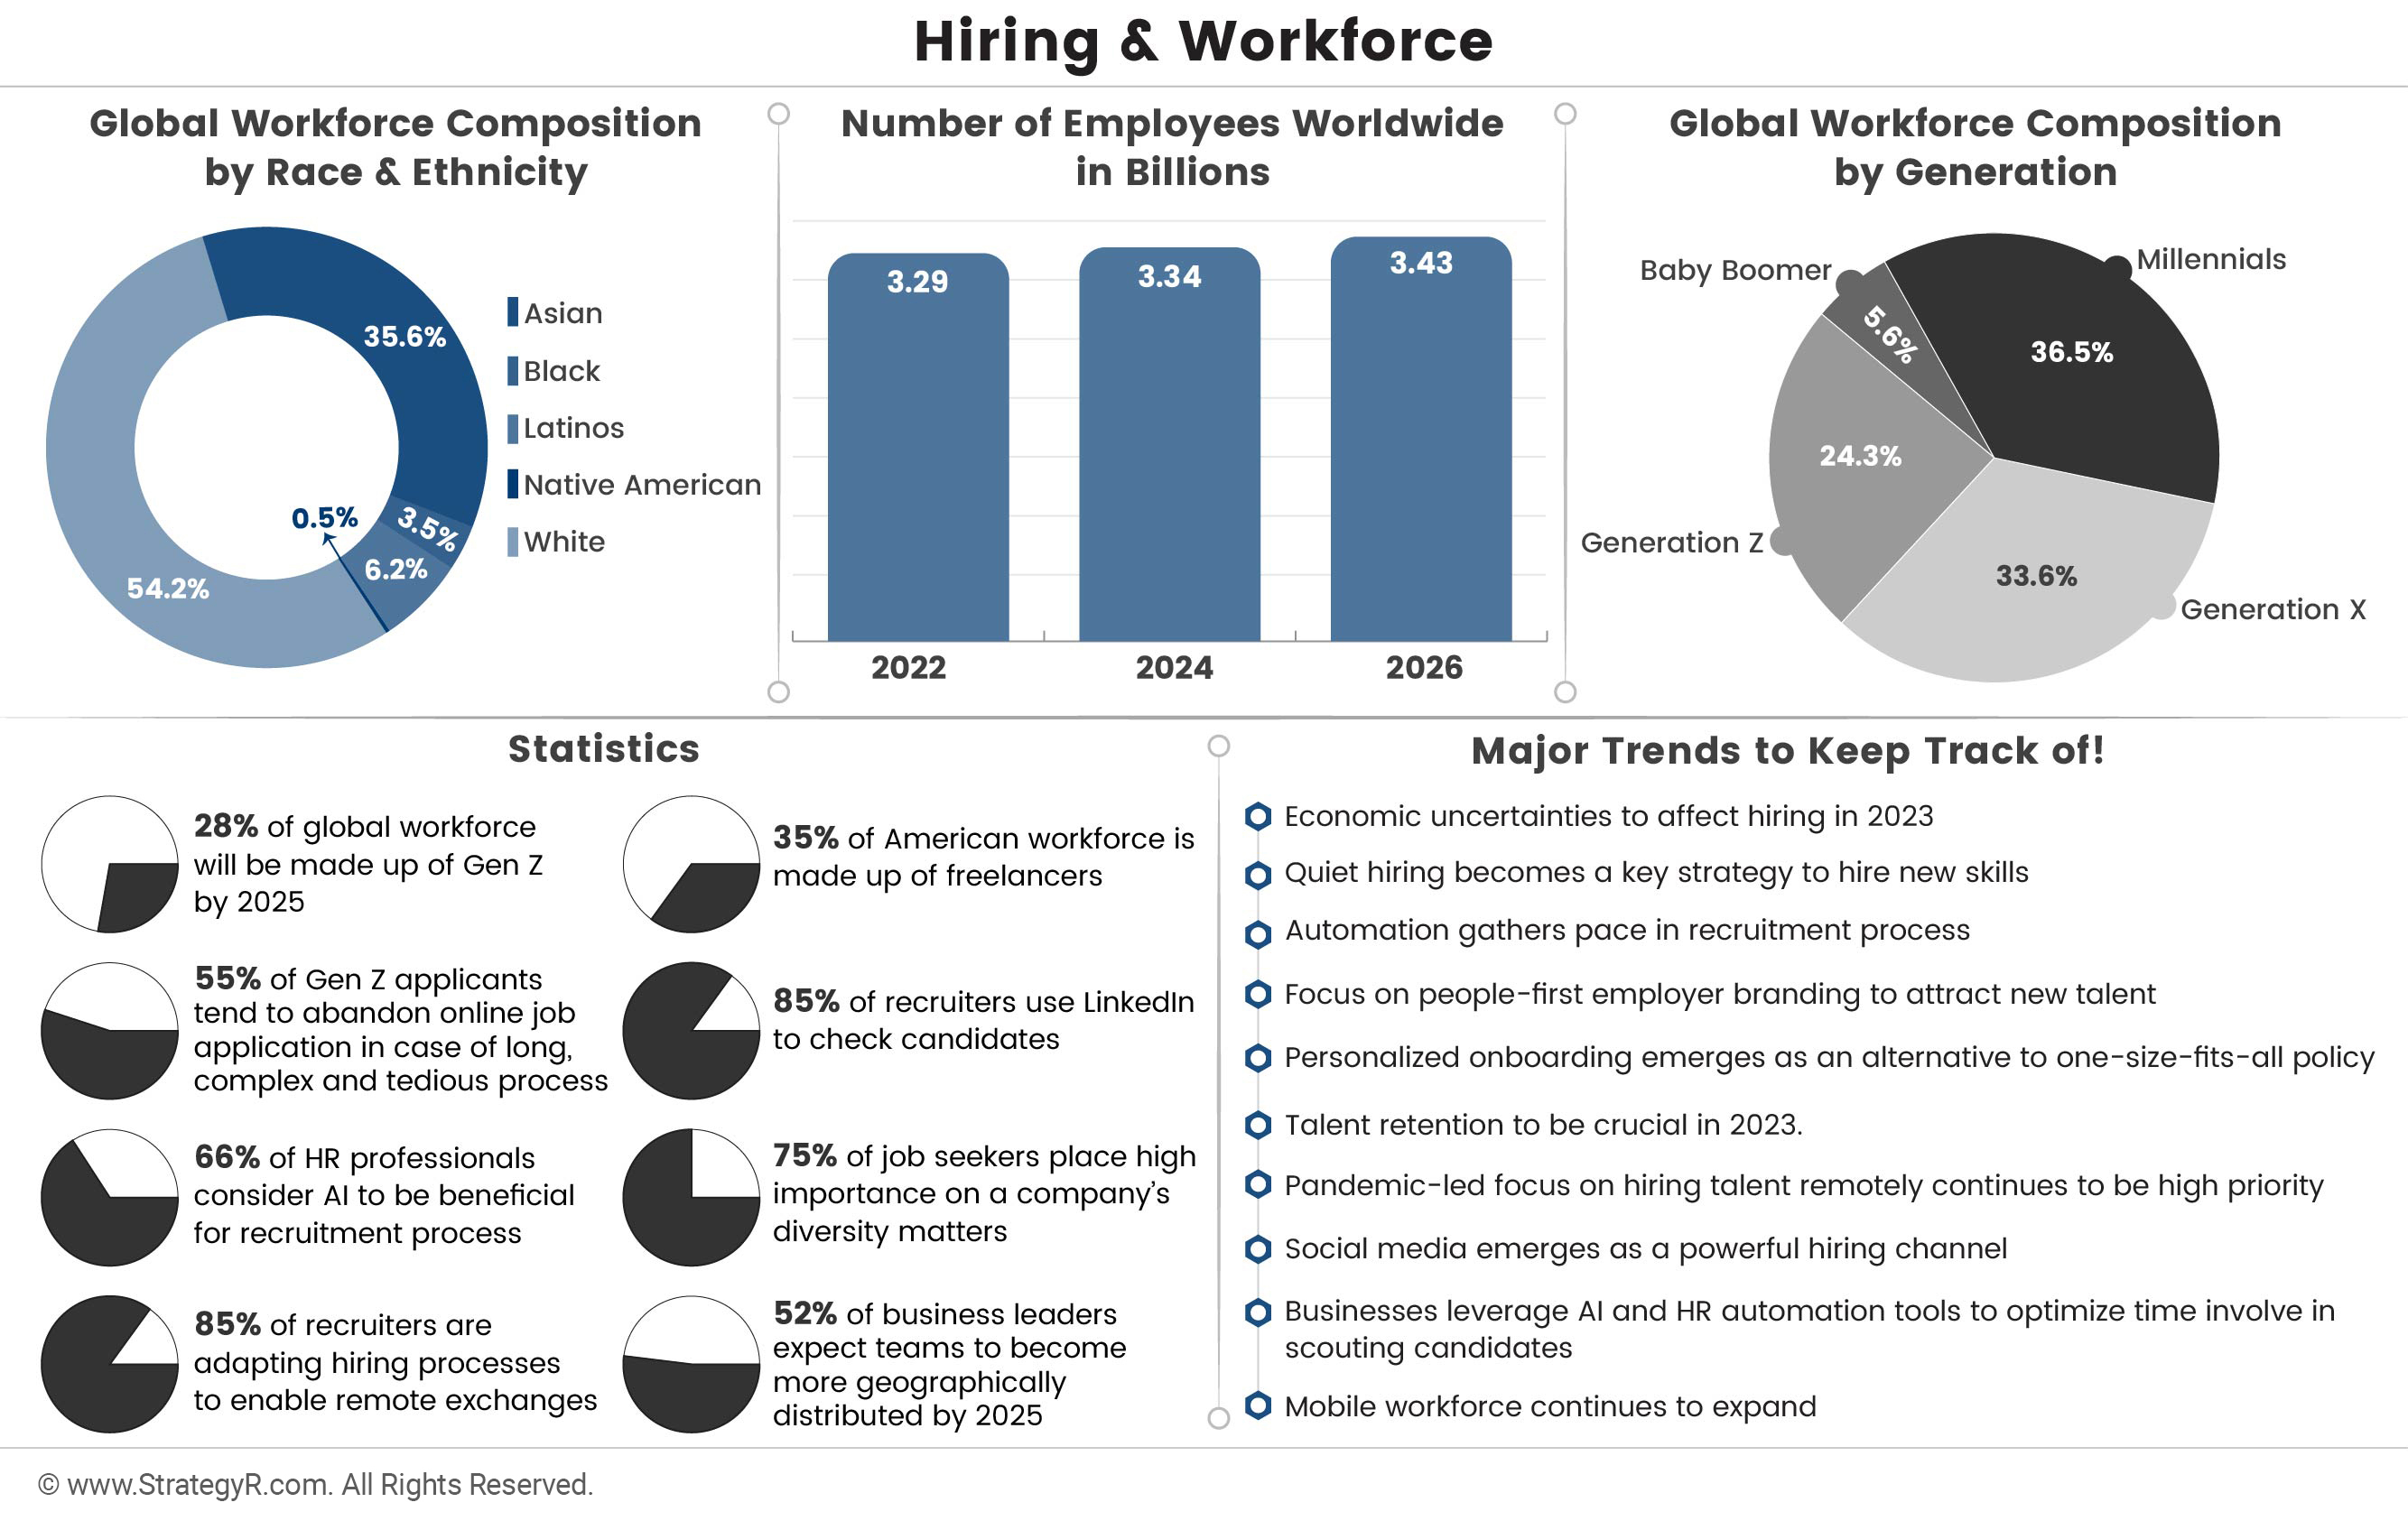 Hiring & Workforce
Global Workforce Composition
by Race & Ethnicity
35.6%
3.5%
6.2%
0.5%
54.2%
Asian
Black
Latinos
Native American
White
Number of Employees Worldwide
in Billions
3.29
3.34
3.43
2022
2024
2026
Global Workforce Composition
by Generation
Baby Boomer
Millennials
5.6%
36.5%
24.3%
Generation Z
33.6%
Generation X
Statistics
28% of global workforce
will be made up of Gen Z
by 2025
55% of Gen Z applicants
tend to abandon online job
application in case of long,
complex and tedious process
66% of HR professionals
consider AI to be beneficial
for recruitment process
85% of recruiters are
adapting hiring processes
to enable remote exchanges
35% of American workforce is
made up of freelancers
85% of recruiters use LinkedIn
to check candidates
75% of job seekers place high
importance on a company's
diversity matters
52% of business leaders
expect teams to become
more geographically
distributed by 2025
Major Trends to Keep Track of!
Economic uncertainties to affect hiring in 2023
Quiet hiring becomes a key strategy to hire new skills
Automation gathers pace in recruitment process
Focus on people-first employer branding to attract new talent
Personalized onboarding emerges as an alternative to one-size-fits-all policy
Talent retention to be crucial in 2023.
Pandemic-led focus on hiring talent remotely continues to be high priority
Social media emerges as a powerful hiring channel
Businesses leverage AI and HR automation tools to optimize time involve in
scouting candidates
Mobile workforce continues to expand
© www.StrategyR.com. All Rights Reserved.